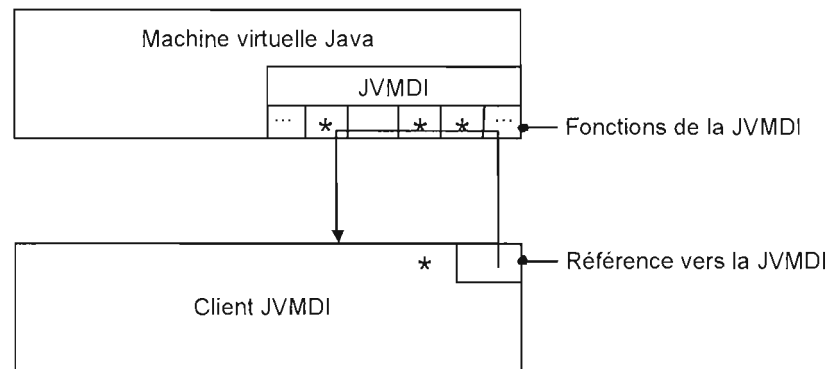 Machine virtuelle Java
JVMDI
... * * * ...
Fonctions de la JVMDI
* Référence vers la JVMDI
Client JVMDI